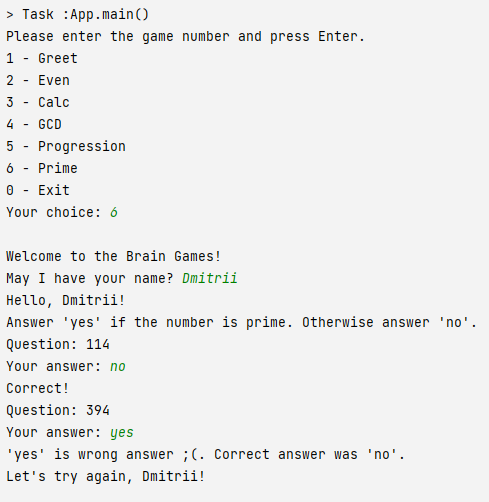 > Task :App.main()
Please enter the game number and press Enter.
1 - Greet
2 - Even
3 - Calc
4 - GCD
5 - Progression
6 - Prime
0 - Exit
Your choice: 6
Welcome to the Brain Games!
May I have your name? Dmitrii
Hello, Dmitrii!
Answer 'yes' if the number is prime. Otherwise answer 'no'.
Question: 114
Your answer: no
Correct!
Question: 394
Your answer: yes
'yes' is wrong answer ;(. Correct answer was 'no'.
Let's try again, Dmitrii!